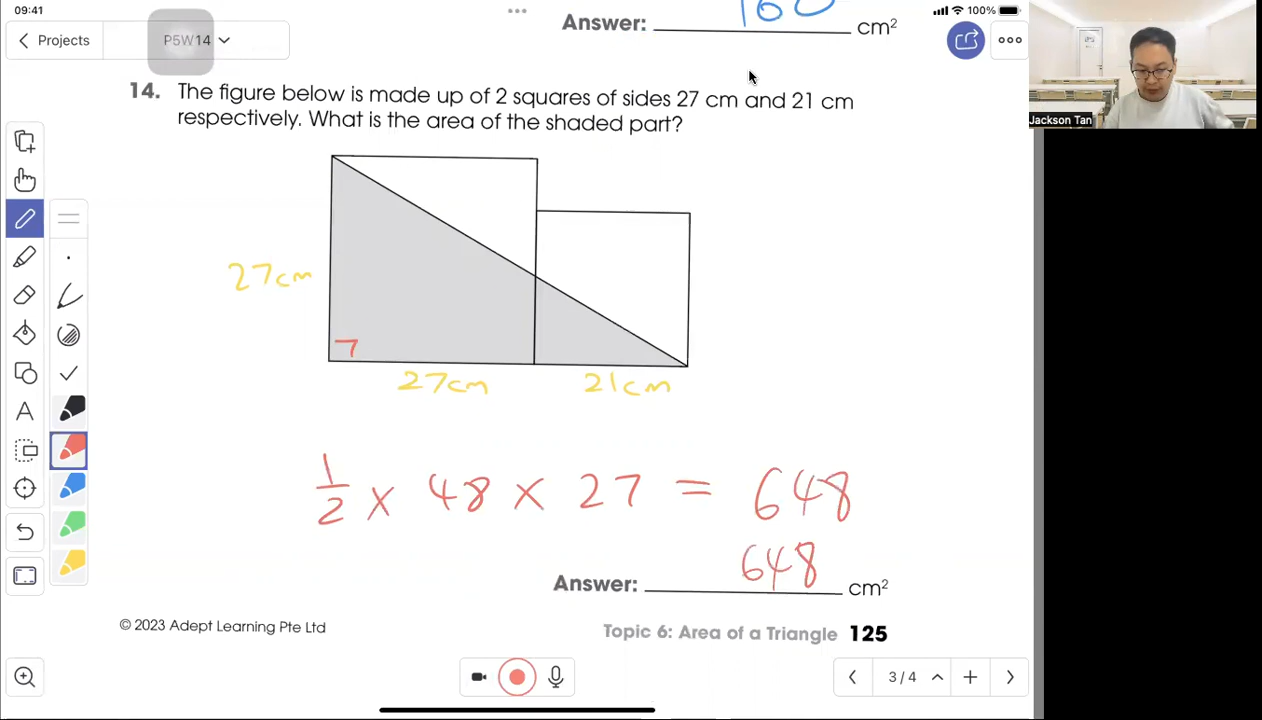 09:41
100%
Projects
P5W14
160
Answer: cm²
14. The figure below is made up of 2 squares of sides 27 cm and 21 cm
respectively. What is the area of the shaded part?
Jackson Tan
27cm
27cm
21cm
1/2 × 48 × 27 = 648
648
Answer: cm²
© 2023 Adept Learning Pte Ltd
Topic 6: Area of a Triangle 125
A
3 / 4